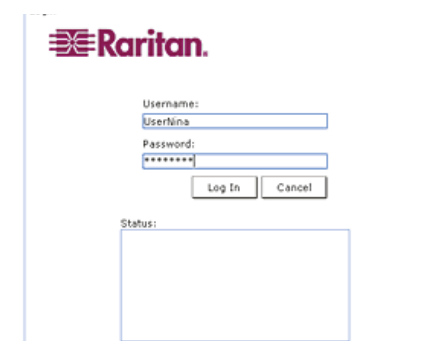 Raritan.
Username:
UserNina
Password:
********
Log In Cancel
Status: